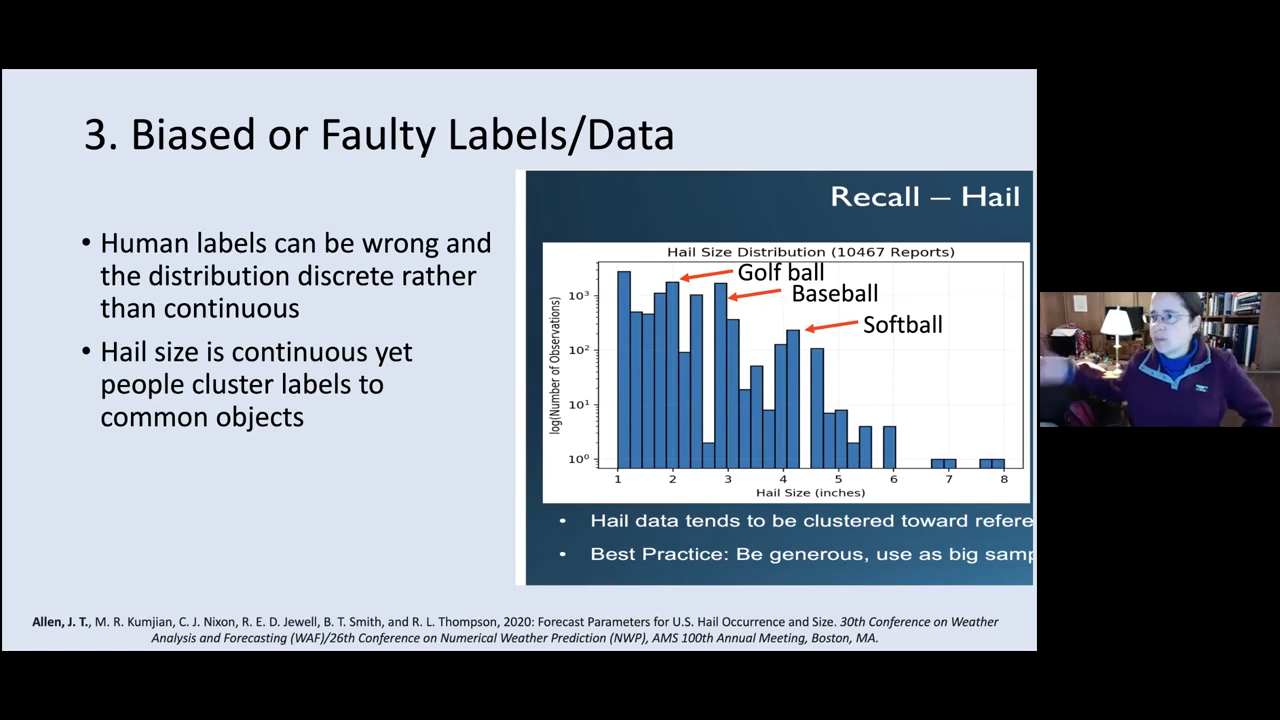 3. Biased or Faulty Labels/Data
• Human labels can be wrong and
the distribution discrete rather
than continuous
• Hail size is continuous yet
people cluster labels to
common objects
Recall – Hail
Hail Size Distribution (10467 Reports)
Golf ball
Baseball
Softball
log(Number of Observations)
10³
10²
10¹
10⁰
1 2 3 4 5 6 7 8
Hail Size (inches)
• Hail data tends to be clustered toward refere
• Best Practice: Be generous, use as big samp
Allen, J. T., M. R. Kumjian, C. J. Nixon, R. E. D. Jewell, B. T. Smith, and R. L. Thompson, 2020: Forecast Parameters for U.S. Hail Occurrence and Size. 30th Conference on Weather
Analysis and Forecasting (WAF)/26th Conference on Numerical Weather Prediction (NWP), AMS 100th Annual Meeting, Boston, MA.